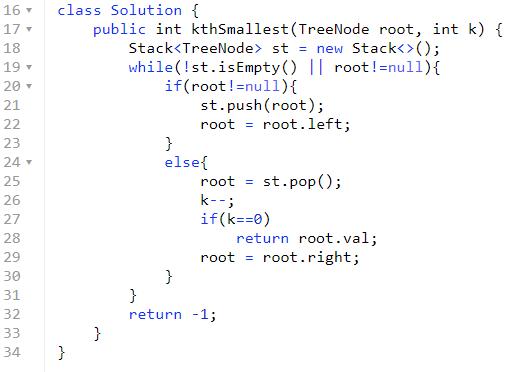 16 class Solution {
17     public int kthSmallest(TreeNode root, int k) {
18         Stack<TreeNode> st = new Stack<>();
19         while(!st.isEmpty() || root!=null){
20             if(root!=null){
21                 st.push(root);
22                 root = root.left;
23             }
24             else{
25                 root = st.pop();
26                 k--;
27                 if(k==0)
28                     return root.val;
29                 root = root.right;
30             }
31         }
32         return -1;
33     }
34 }